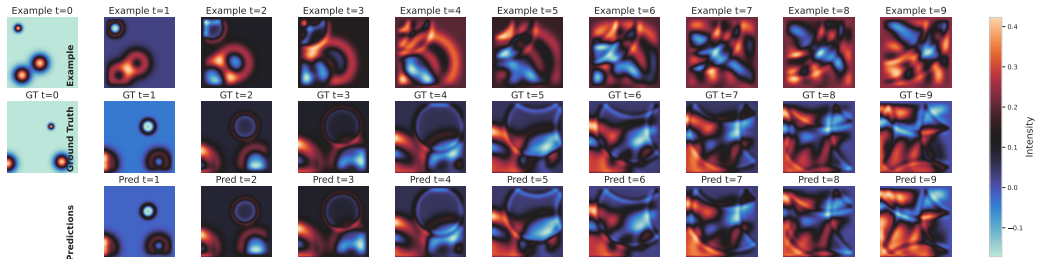 Example t=0 Example t=1 Example t=2 Example t=3 Example t=4 Example t=5 Example t=6 Example t=7 Example t=8 Example t=9
Example
GT t=0 GT t=1 GT t=2 GT t=3 GT t=4 GT t=5 GT t=6 GT t=7 GT t=8 GT t=9
Ground Truth
Pred t=1 Pred t=2 Pred t=3 Pred t=4 Pred t=5 Pred t=6 Pred t=7 Pred t=8 Pred t=9
Predictions
0.4
0.3
0.2
0.1
0.0
−0.1
Intensity